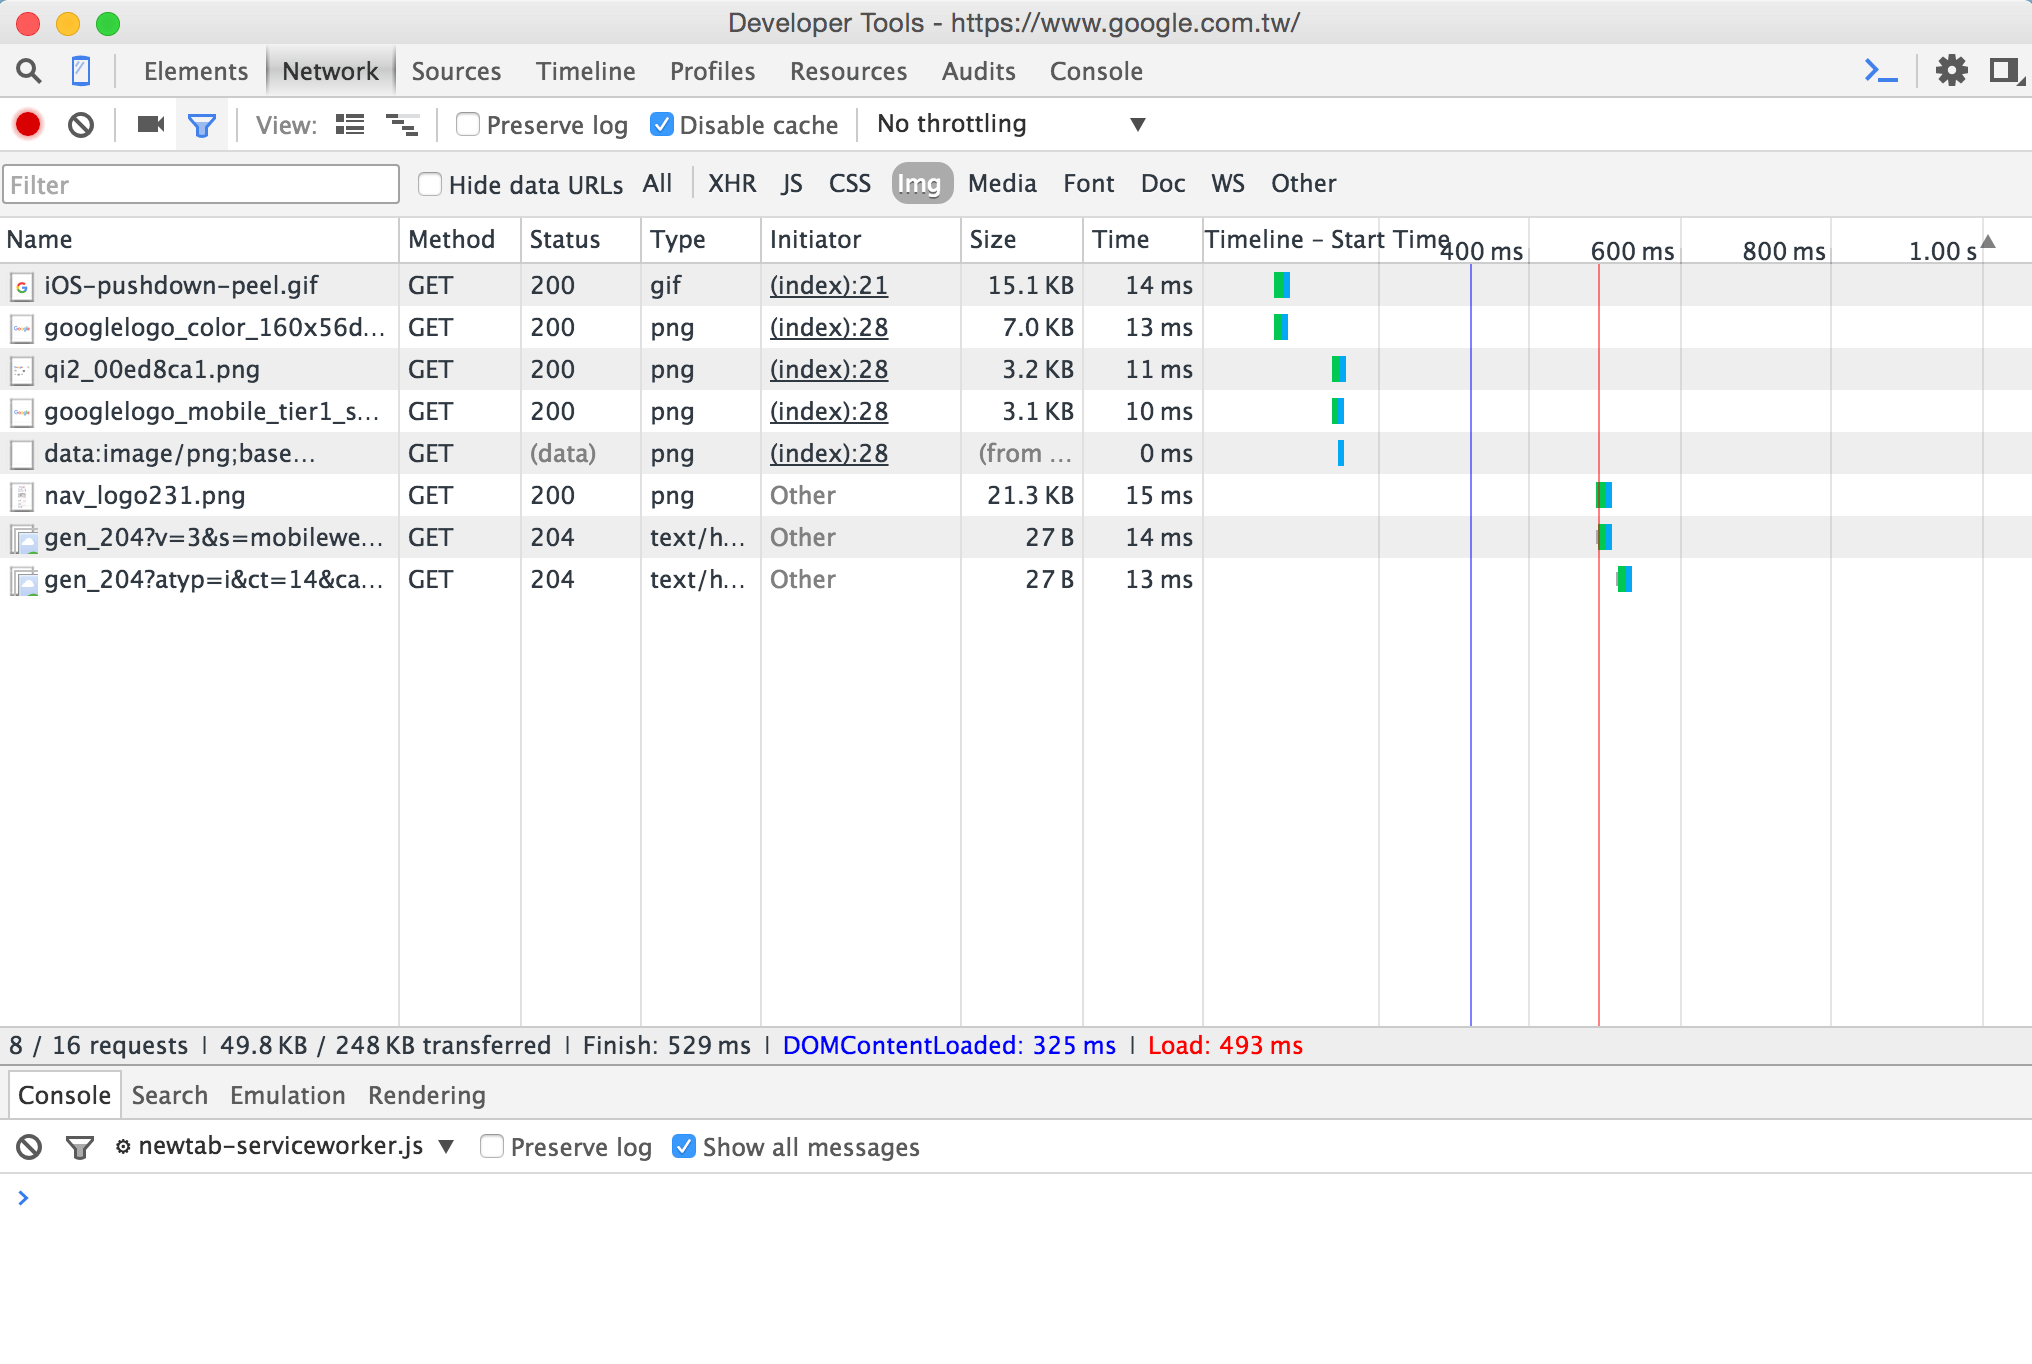 Developer Tools - https://www.google.com.tw/
Elements Network Sources Timeline Profiles Resources Audits Console
View: Preserve log Disable cache No throttling
Filter Hide data URLs All XHR JS CSS Img Media Font Doc WS Other
Name Method Status Type Initiator Size Time Timeline – Start Time 400 ms 600 ms 800 ms 1.00 s
iOS-pushdown-peel.gif GET 200 gif (index):21 15.1 KB 14 ms
googlelogo_color_160x56d... GET 200 png (index):28 7.0 KB 13 ms
qi2_00ed8ca1.png GET 200 png (index):28 3.2 KB 11 ms
googlelogo_mobile_tier1_s... GET 200 png (index):28 3.1 KB 10 ms
data:image/png;base... GET (data) png (index):28 (from ... 0 ms
nav_logo231.png GET 200 png Other 21.3 KB 15 ms
gen_204?v=3&s=mobilewe... GET 204 text/h... Other 27 B 14 ms
gen_204?atyp=i&ct=14&ca... GET 204 text/h... Other 27 B 13 ms
8 / 16 requests | 49.8 KB / 248 KB transferred | Finish: 529 ms | DOMContentLoaded: 325 ms | Load: 493 ms
Console Search Emulation Rendering
newtab-serviceworker.js Preserve log Show all messages